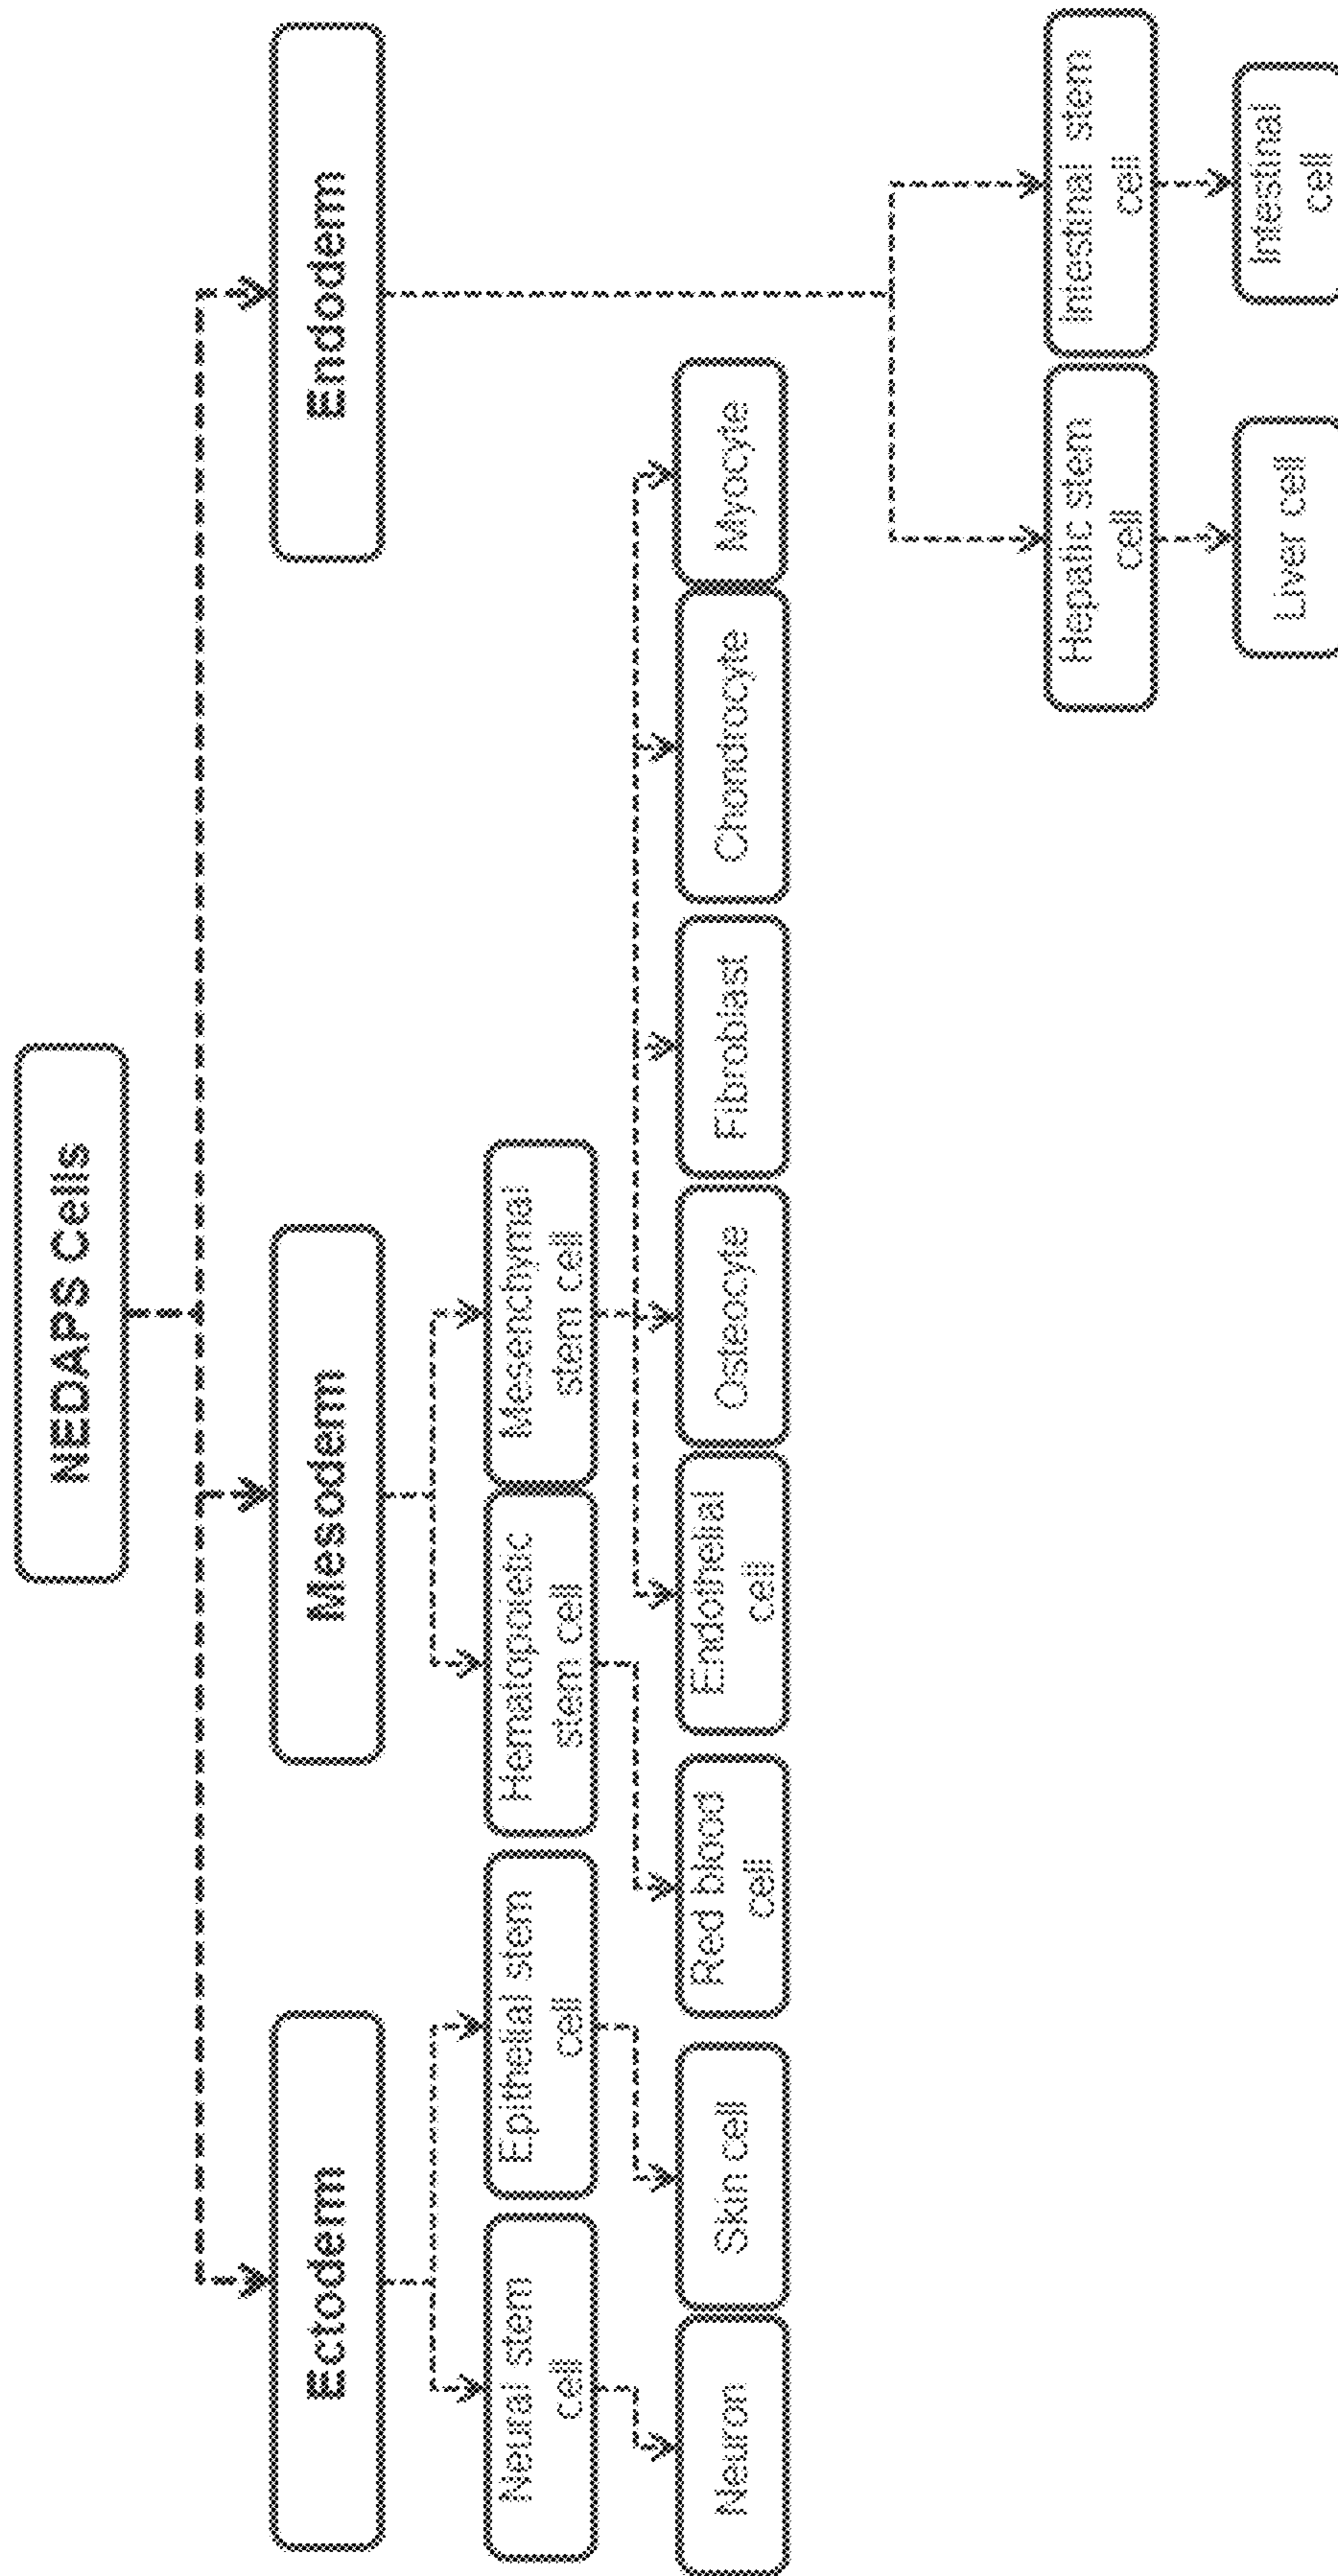 NEDAPS Cells
Ectoderm
Mesoderm
Endoderm
Neural stem
cell
Epithelial stem
cell
Hematopoietic
stem cell
Mesenchymal
stem cell
Neuron
Skin cell
Red blood
cell
Endothelial
cell
Osteocyte
Fibroblast
Chondrocyte
Myocyte
Hepatic stem
cell
Intestinal stem
cell
Liver cell
Intestinal
cell